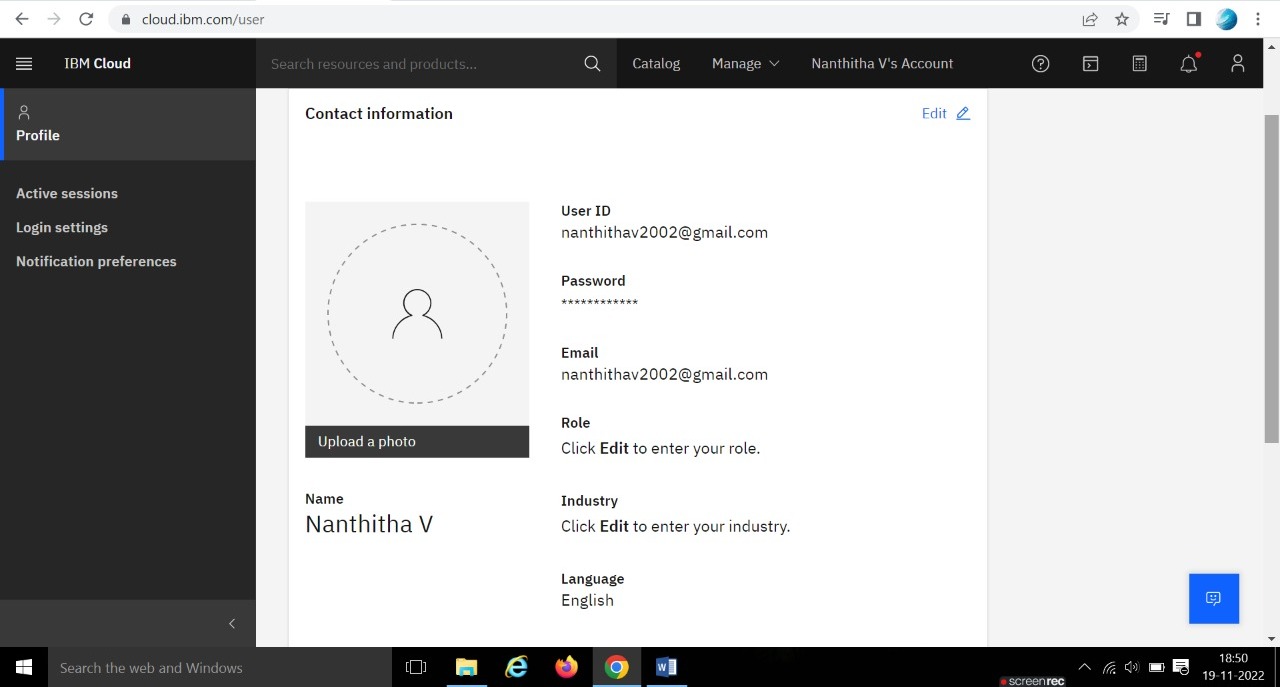 cloud.ibm.com/user
IBM Cloud
Search resources and products...
Catalog
Manage
Nanthitha V's Account
Profile
Active sessions
Login settings
Notification preferences
Contact information
Edit
Upload a photo
Name
Nanthitha V
User ID
nanthithav2002@gmail.com
Password
************
Email
nanthithav2002@gmail.com
Role
Click Edit to enter your role.
Industry
Click Edit to enter your industry.
Language
English
Search the web and Windows
screenrec
18:50
19-11-2022